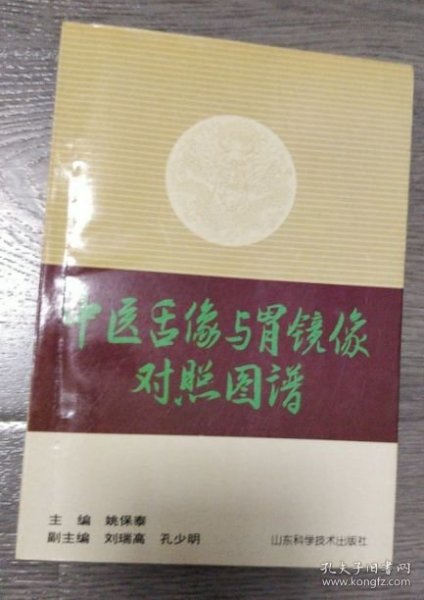 中医舌像与胃镜像
对照图谱
主编 姚保泰
副主编 刘瑞高 孔少明
山东科学技术出版社
孔夫子旧书网
www.kongfz.com